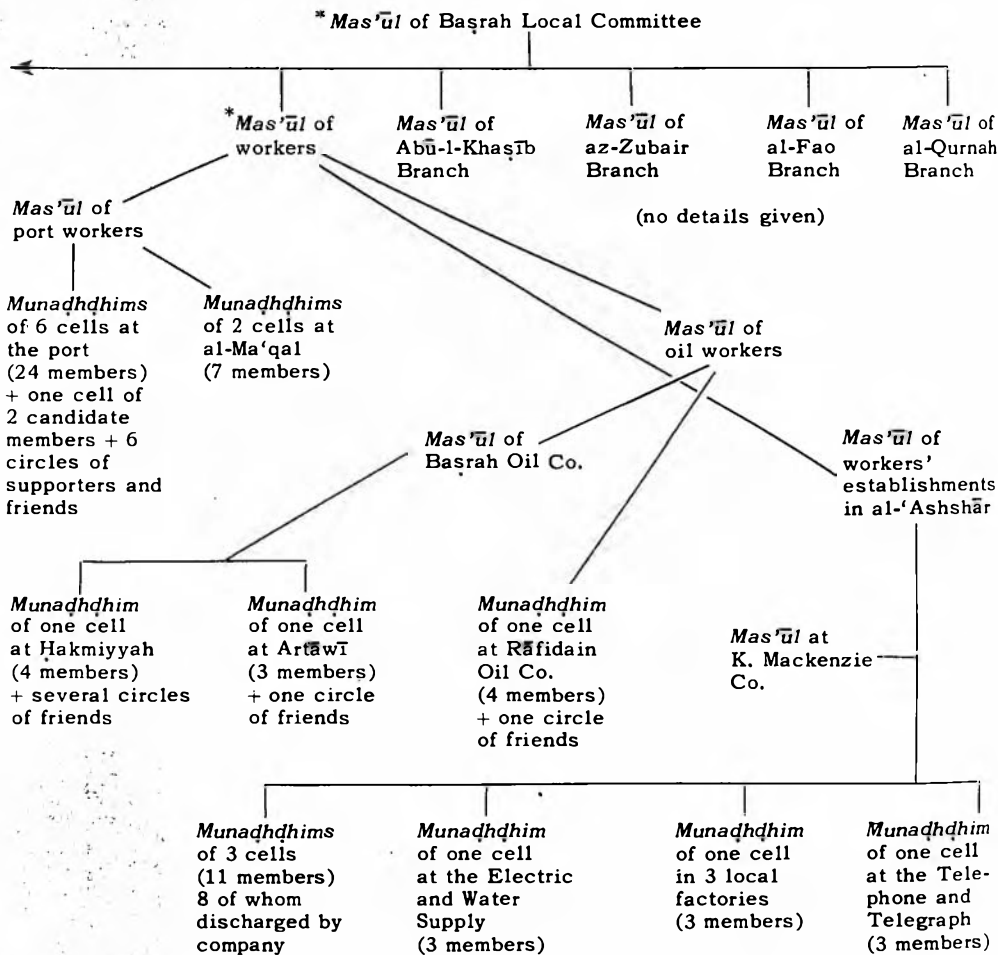 *Mas'ūl of Baṣrah Local Committee
*Mas'ūl of
workers
Mas'ūl of
Abū-l-Khaṣīb
Branch
Mas'ūl of
az-Zubair
Branch
Mas'ūl of
al-Fao
Branch
Mas'ūl of
al-Qurnah
Branch
(no details given)
Mas'ūl of
port workers
Munaḍhḍhims
of 6 cells at
the port
(24 members)
+ one cell of
2 candidate
members + 6
circles of
supporters and
friends
Munaḍhḍhims
of 2 cells at
al-Ma‘qal
(7 members)
Mas'ūl of
oil workers
Mas'ūl of
Baṣrah Oil Co.
Mas'ūl of
workers'
establishments
in al-‘Ashshār
Munaḍhḍhim
of one cell
at Ḥakmiyyah
(4 members)
+ several circles
of friends
Munaḍhḍhim
of one cell
at Artāwī
(3 members)
+ one circle
of friends
Munaḍhḍhim
of one cell
at Rāfidain
Oil Co.
(4 members)
+ one circle
of friends
Mas'ūl at
K. Mackenzie
Co.
Munaḍhḍhims
of 3 cells
(11 members)
8 of whom
discharged by
company
Munaḍhḍhim
of one cell
at the Electric
and Water
Supply
(3 members)
Munaḍhḍhim
of one cell
in 3 local
factories
(3 members)
Munaḍhḍhim
of one cell
at the Tele-
phone and
Telegraph
(3 members)